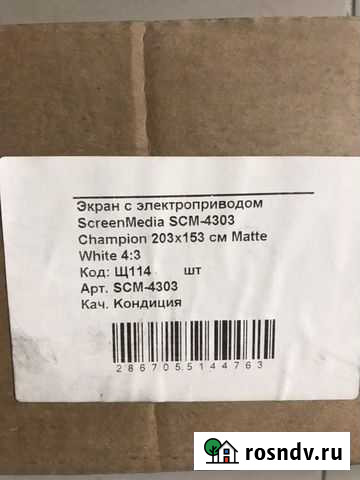 Экран с электроприводом
ScreenMedia SCM-4303
Champion 203x153 см Matte
White 4:3
Код: Щ114 шт
Арт. SCM-4303
Кач. Кондиция
2867055144763
rosndv.ru